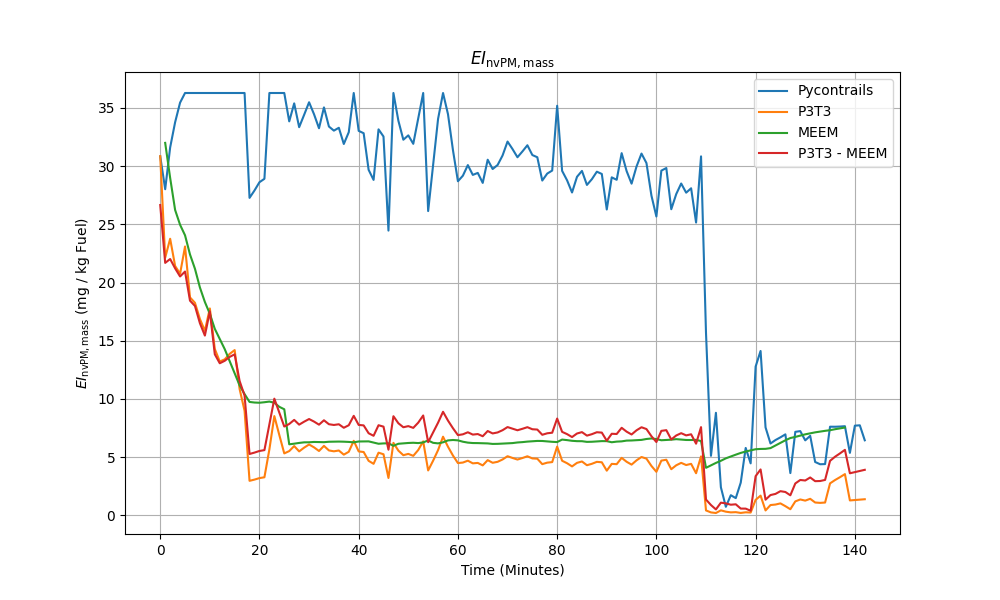 EI_nvPM, mass
Pycontrails
P3T3
MEEM
P3T3 - MEEM
EI_nvPM, mass (mg / kg Fuel)
35
30
25
20
15
10
5
0
0 20 40 60 80 100 120 140
Time (Minutes)